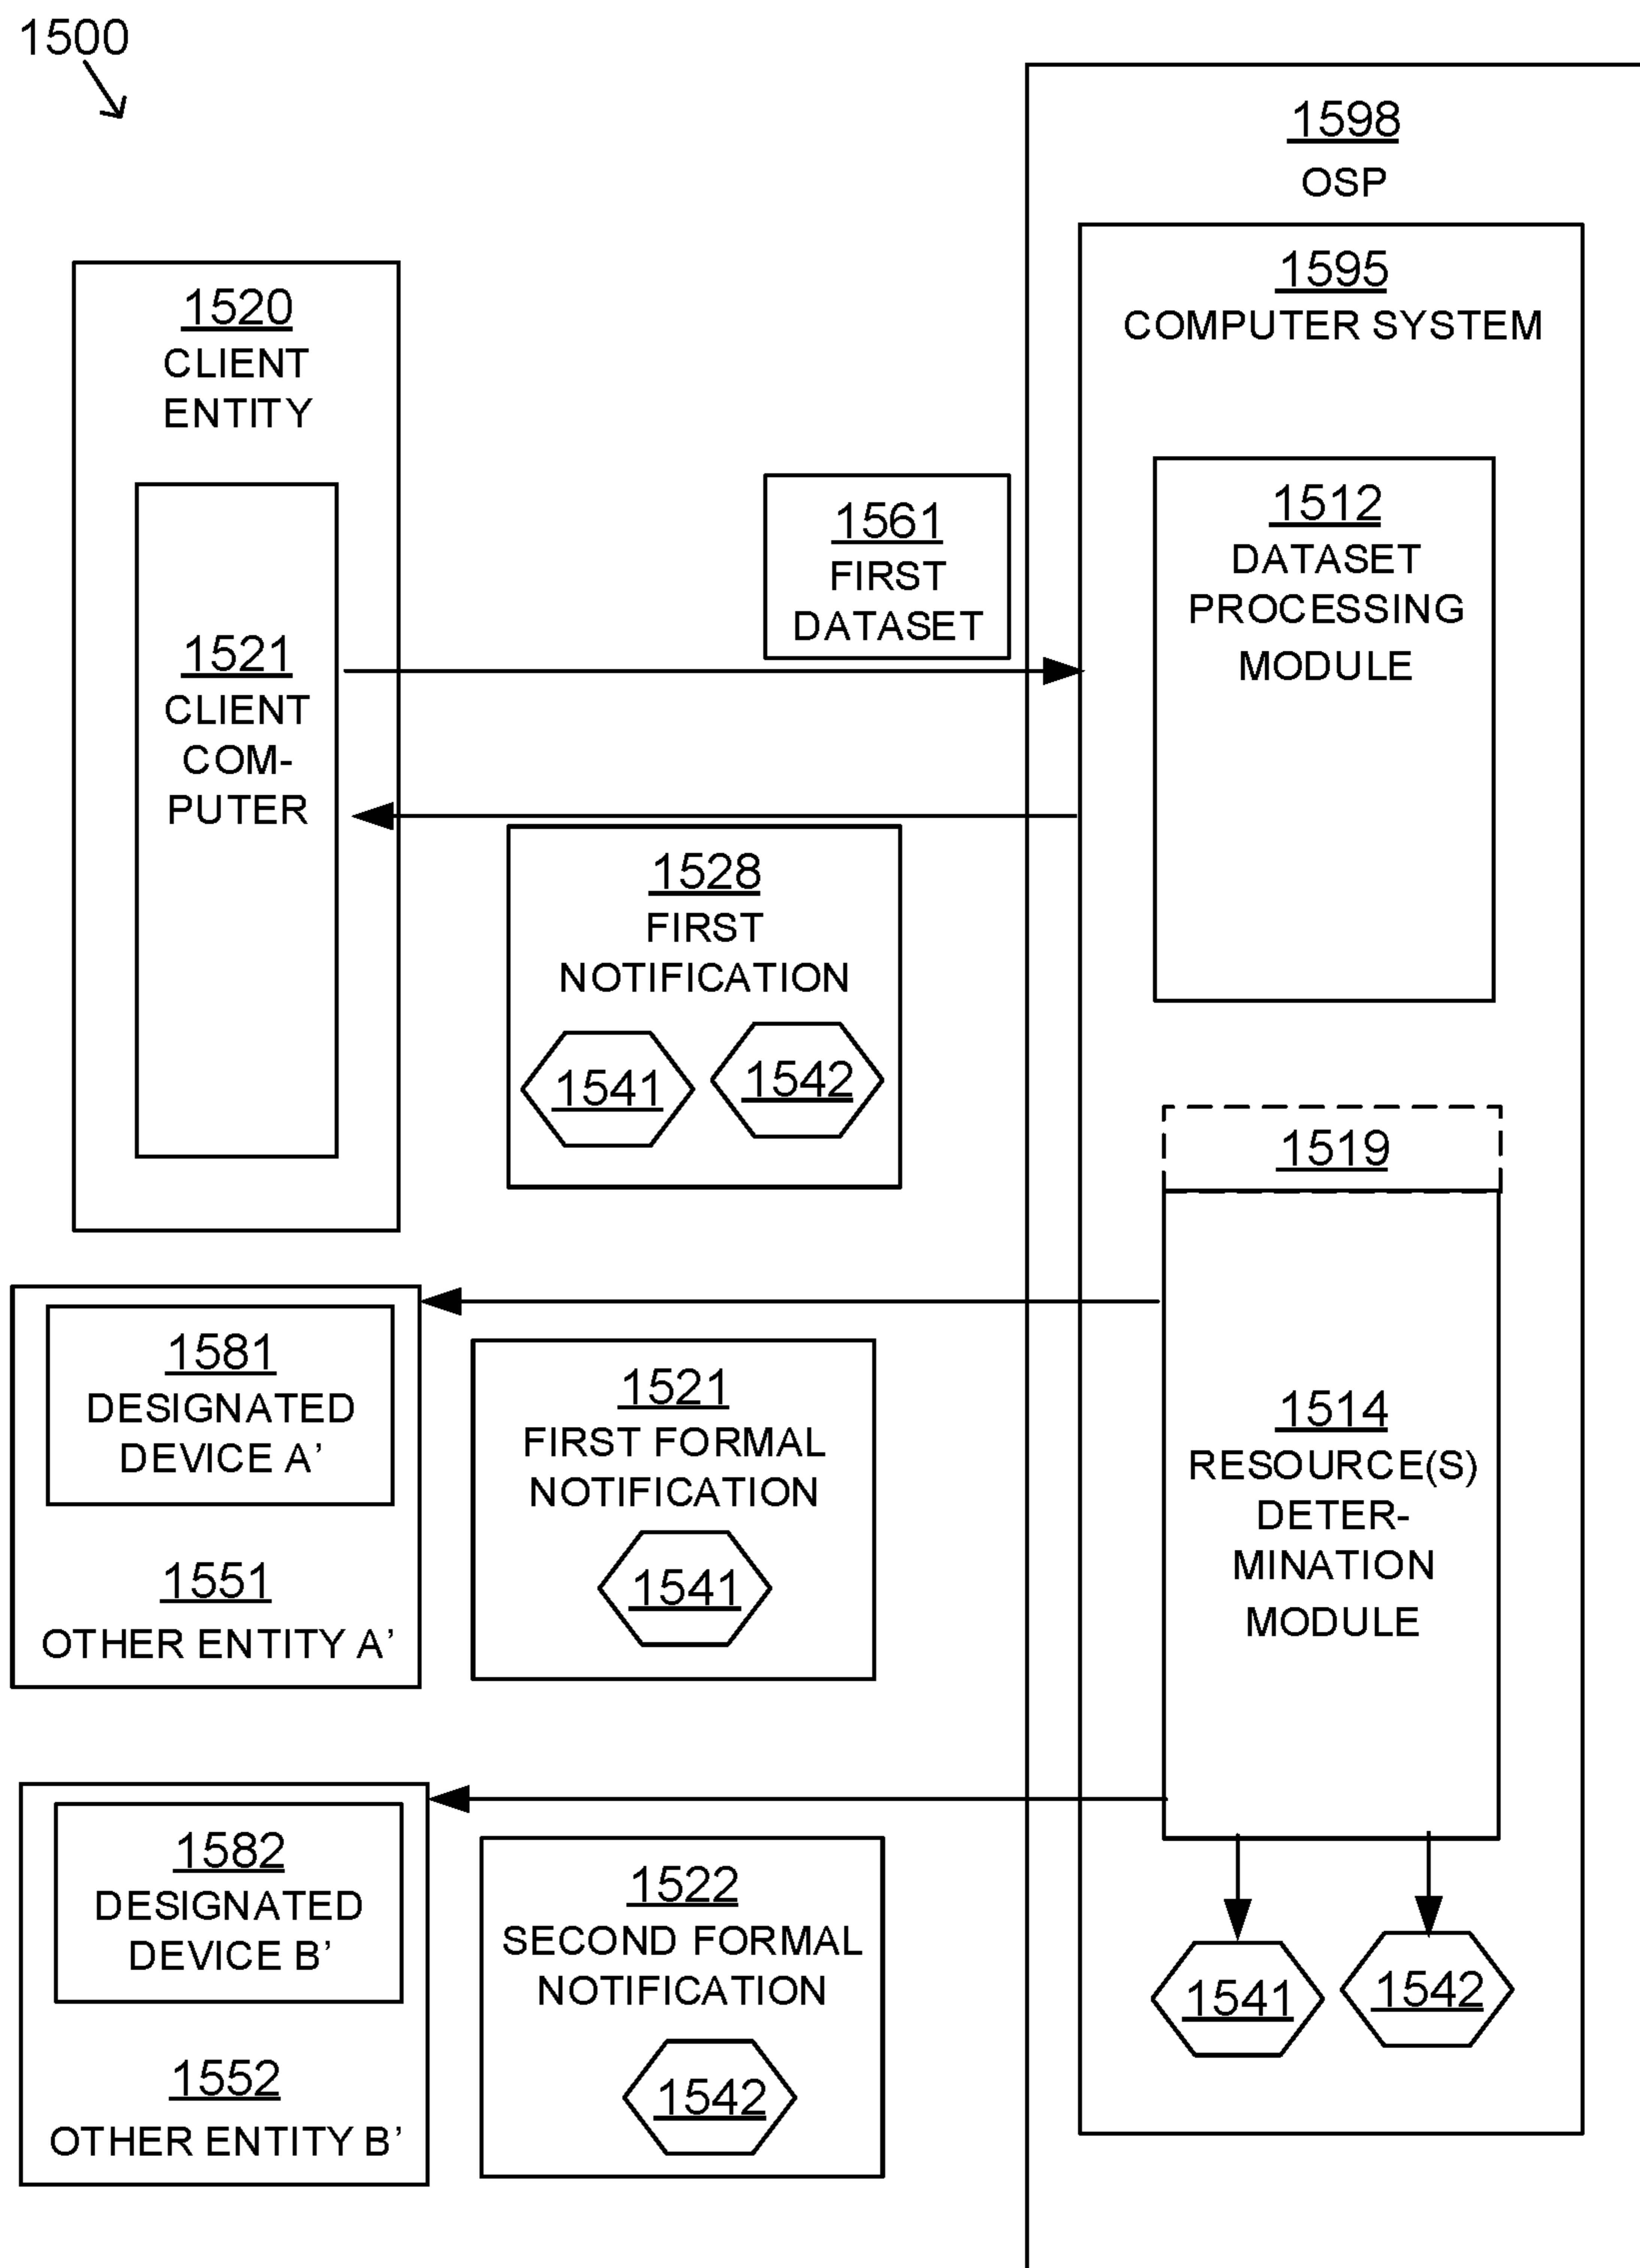 1500
1598
OSP
1595
COMPUTER SYSTEM
1520
CLIENT
ENTITY
1521
CLIENT
COM-
PUTER
1561
FIRST
DATASET
1512
DATASET
PROCESSING
MODULE
1528
FIRST
NOTIFICATION
1541
1542
1519
1514
RESOURCE(S)
DETER-
MINATION
MODULE
1581
DESIGNATED
DEVICE A’
1551
OTHER ENTITY A’
1521
FIRST FORMAL
NOTIFICATION
1541
1582
DESIGNATED
DEVICE B’
1552
OTHER ENTITY B’
1522
SECOND FORMAL
NOTIFICATION
1542
1541
1542